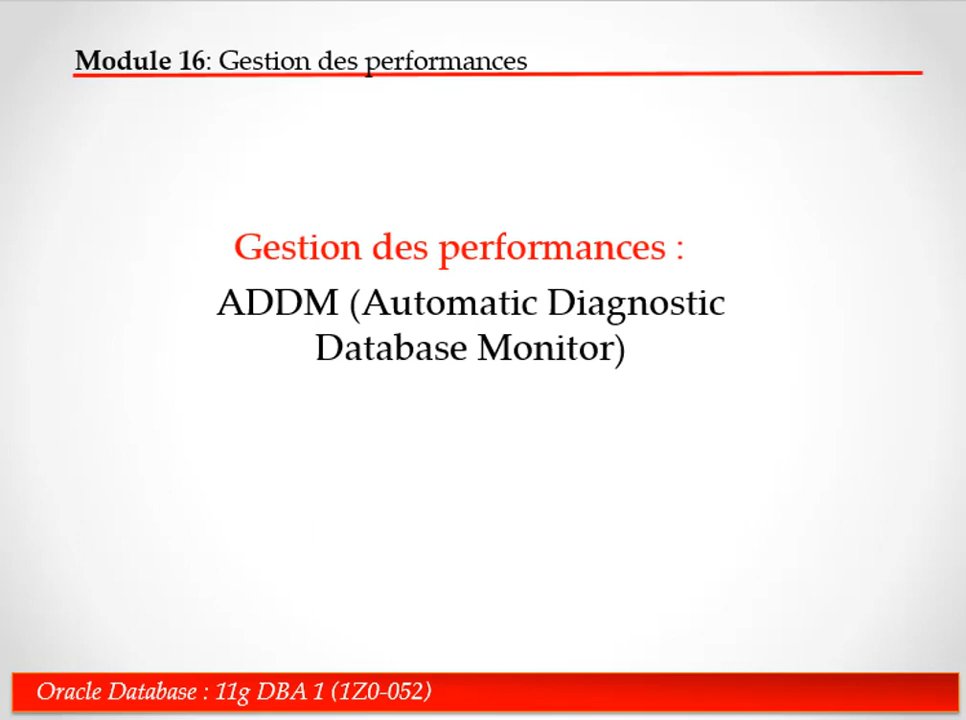 Module 16: Gestion des performances
Gestion des performances :
ADDM (Automatic Diagnostic
Database Monitor)
Oracle Database : 11g DBA 1 (1Z0-052)